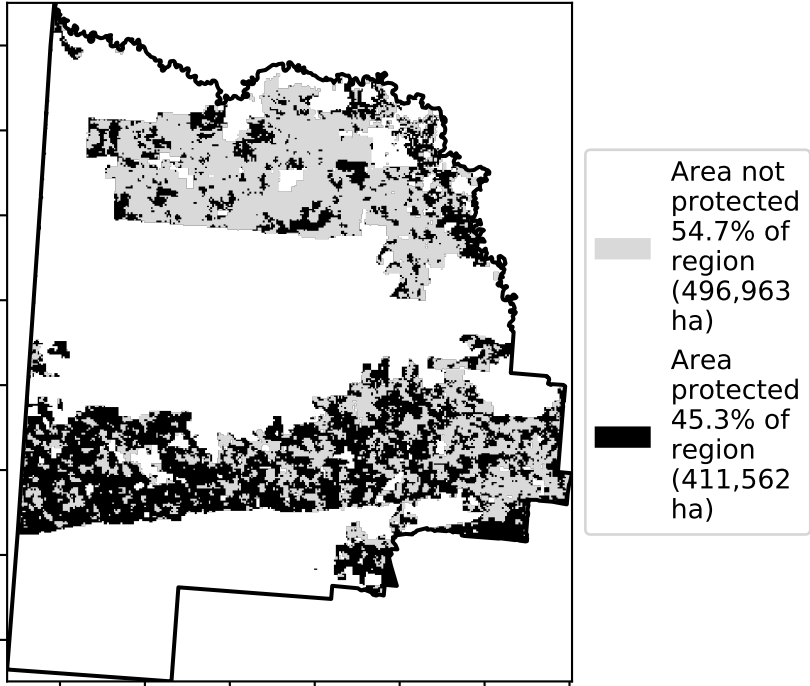 Area not
protected
54.7% of
region
(496,963
ha)
Area
protected
45.3% of
region
(411,562
ha)